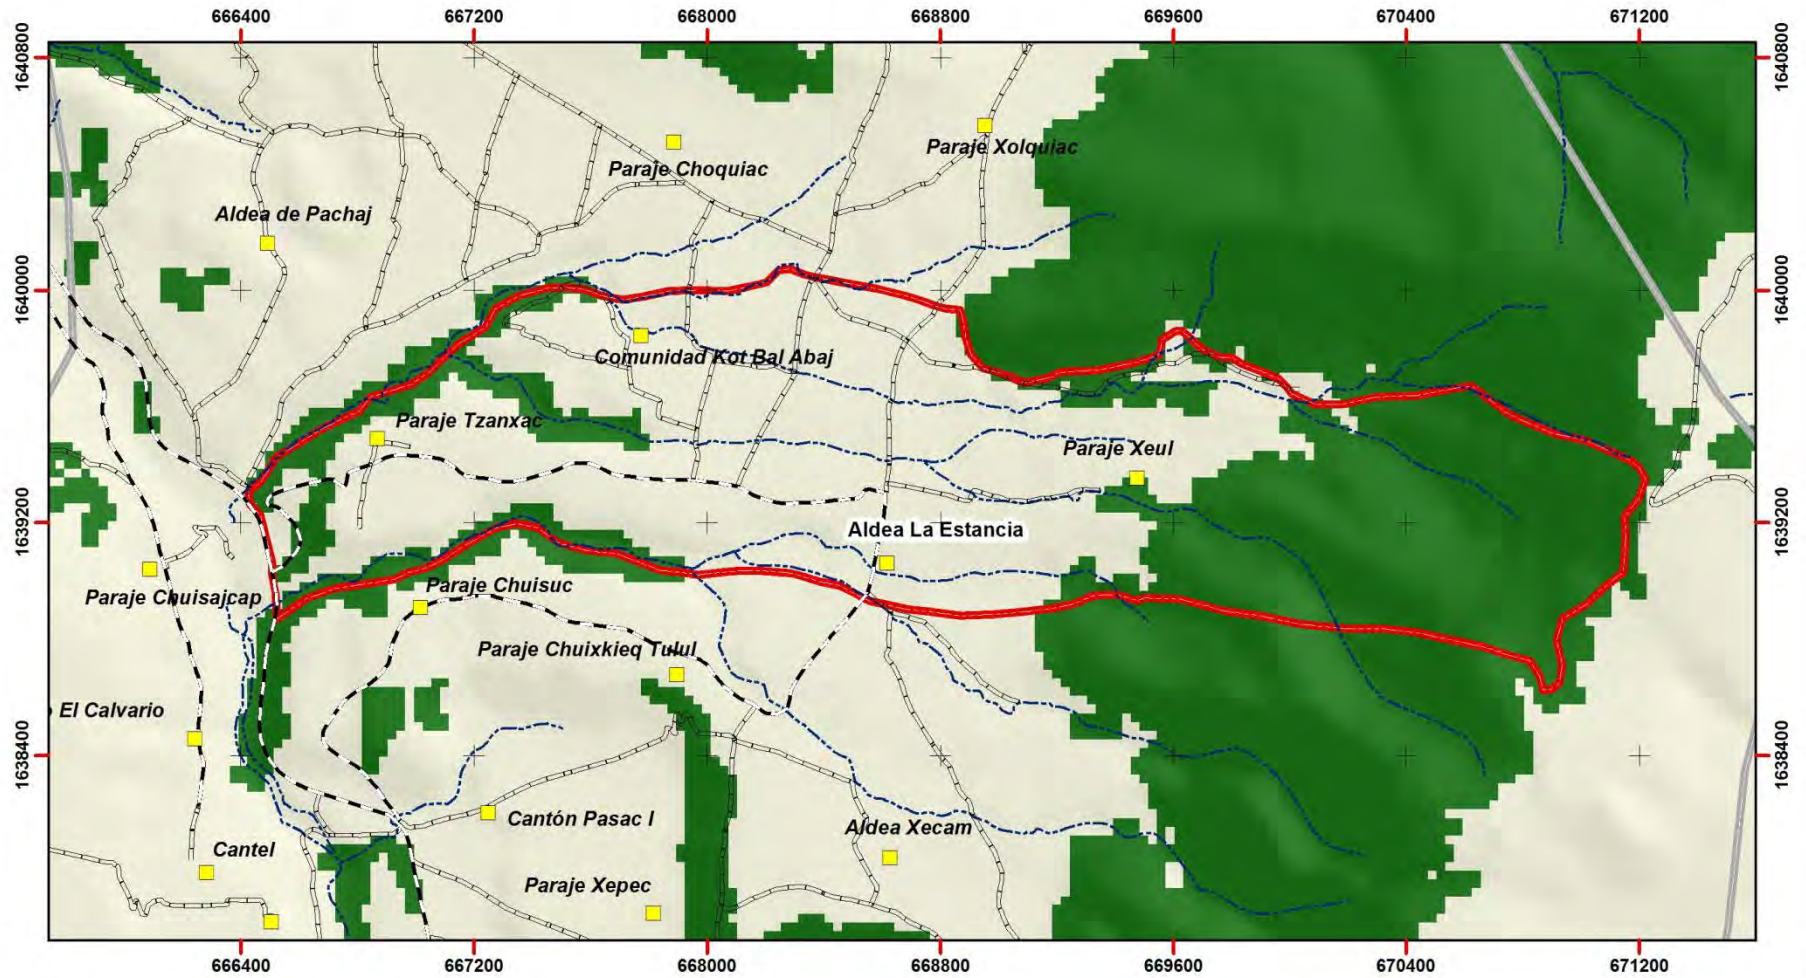 666400 667200 668000 668800 669600 670400 671200
1640800 1640800
Paraje Xolquiac
Paraje Choquiac
Aldea de Pachaj
1640000 1640000
Comunidad Kot Bal Abaj
Paraje Tzanxac
Paraje Xeul
1639200 1639200
Aldea La Estancia
Paraje Chuisuc
Paraje Chuisajcap
Paraje Chuixkieq Tulul
El Calvario
1638400 1638400
Cantón Pasac I
Aldea Xecam
Cantel
Paraje Xepec
666400 667200 668000 668800 669600 670400 671200